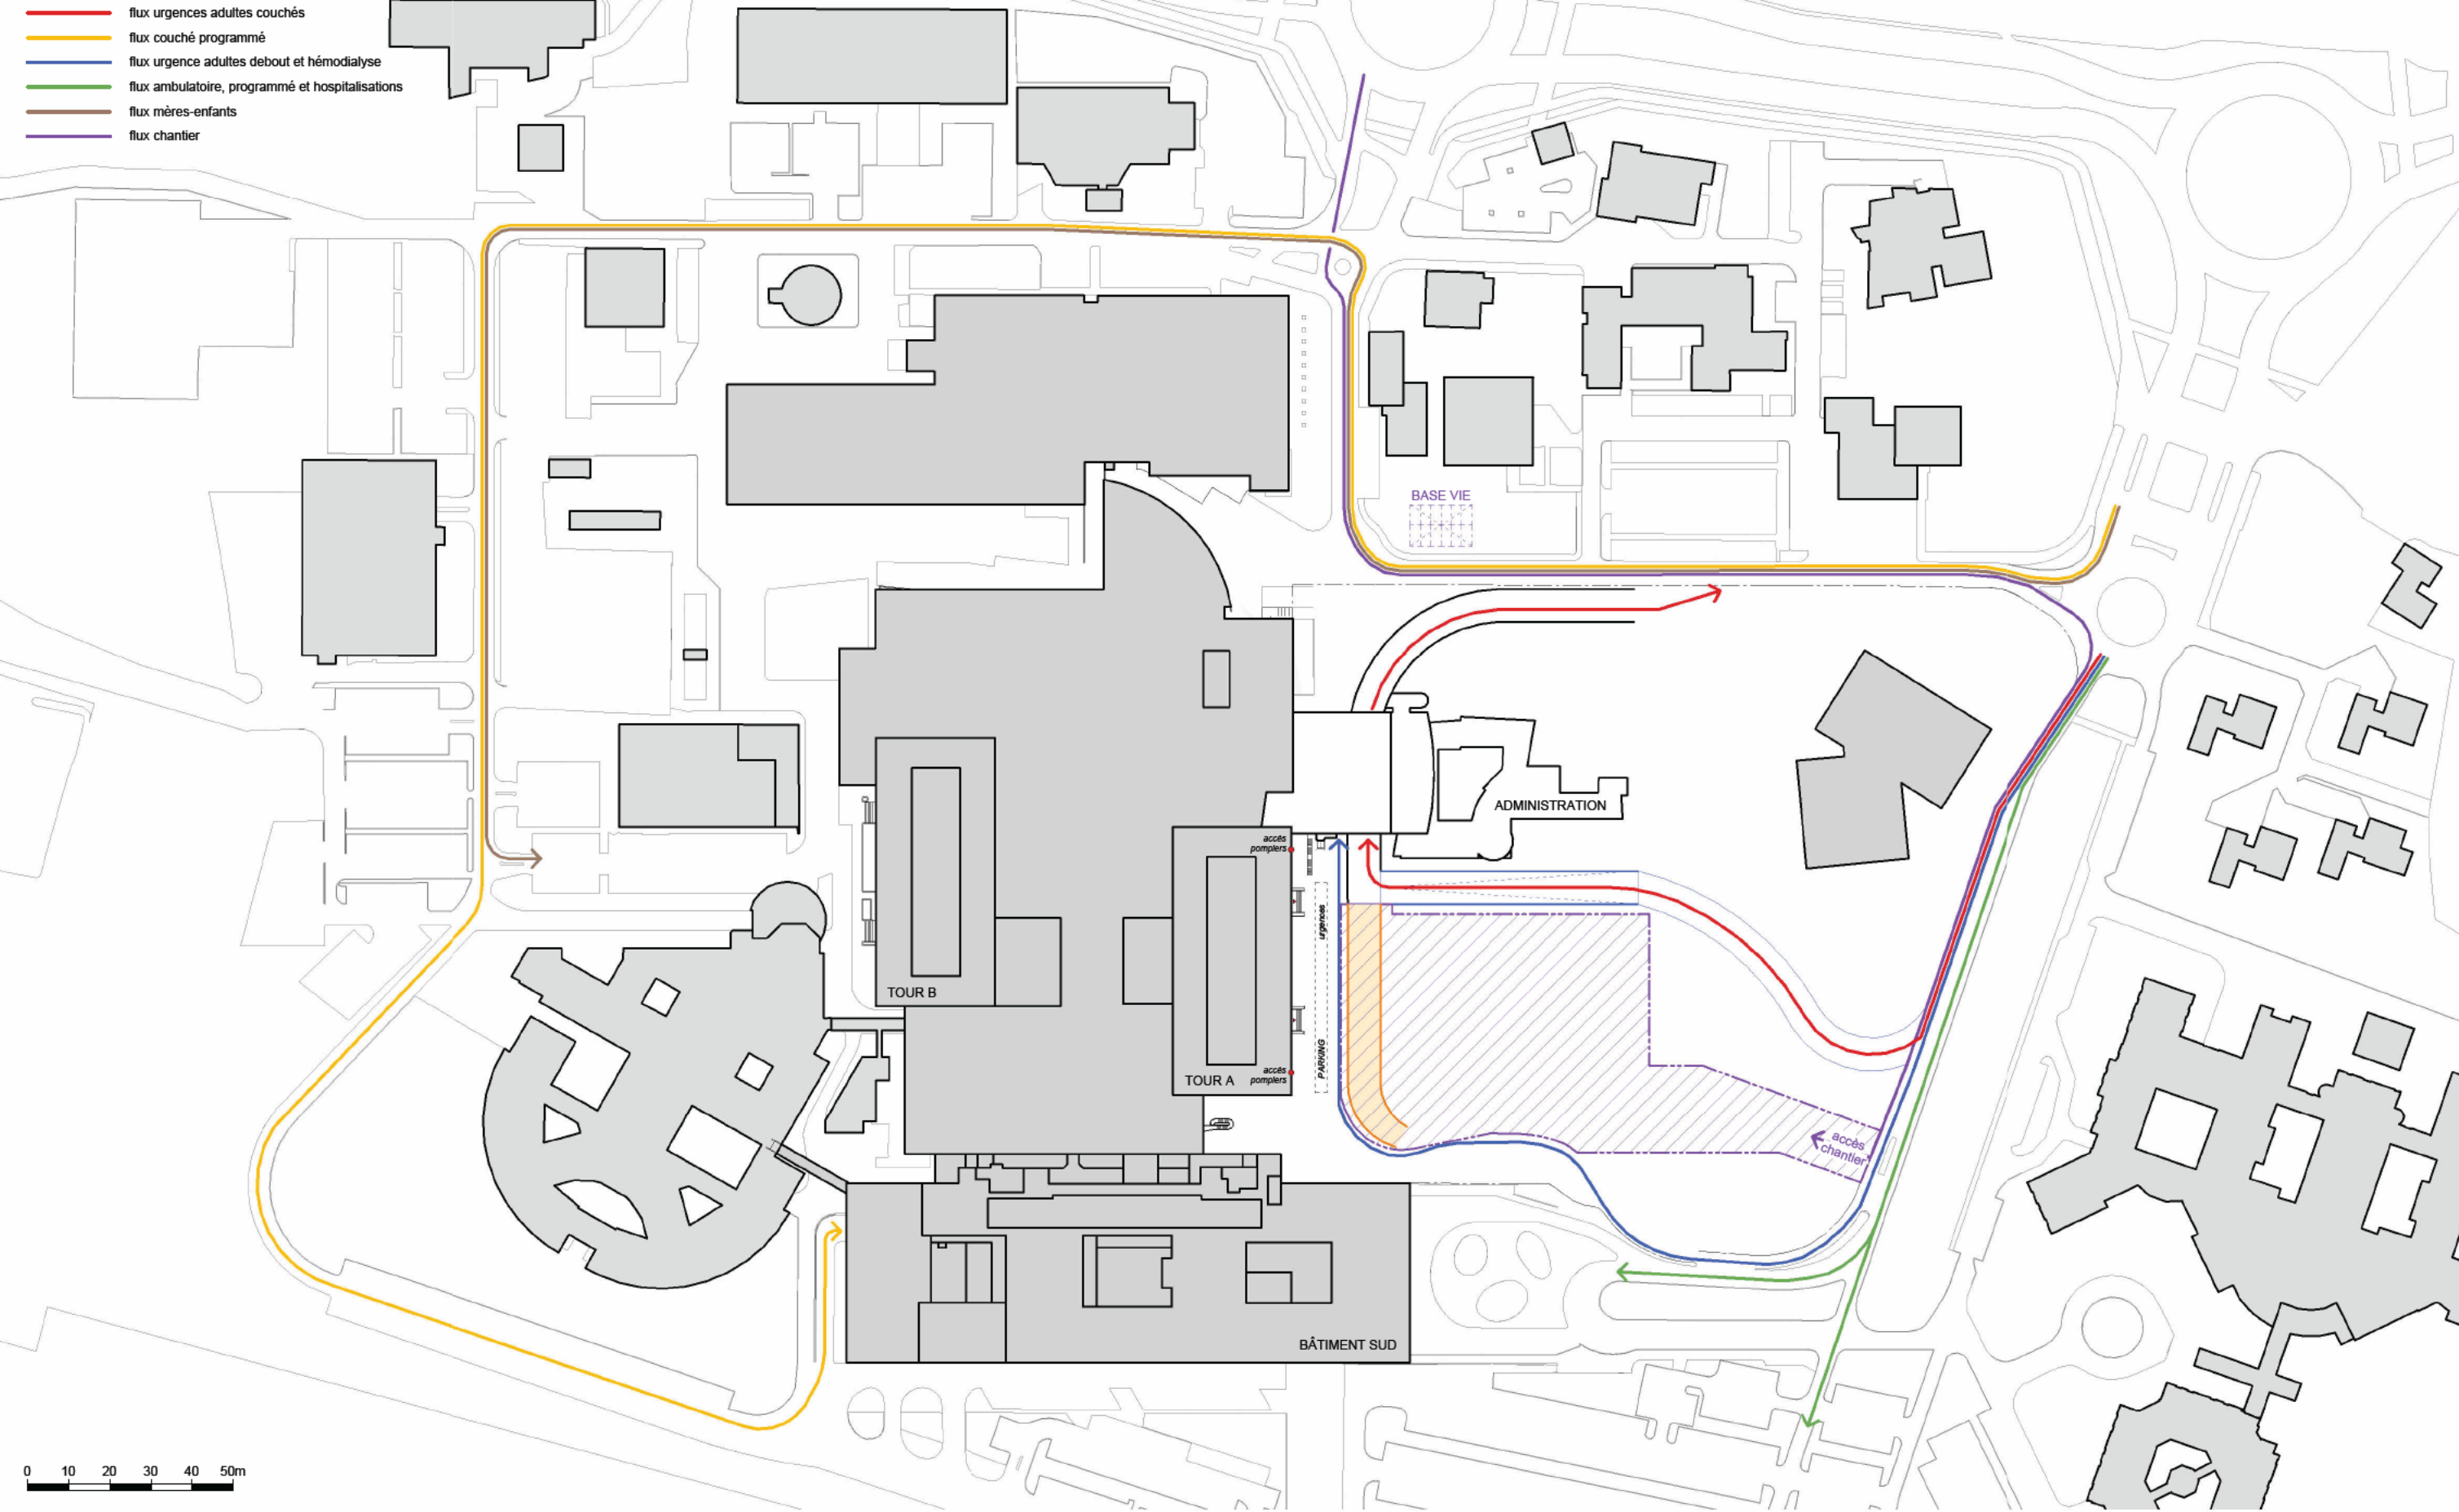 flux urgences adultes couchés
flux couché programmé
flux urgence adultes debout et hémodialyse
flux ambulatoire, programmé et hospitalisations
flux mères-enfants
flux chantier
BASE VIE
ADMINISTRATION
accès
pompiers
urgences
PARKING
TOUR B
TOUR A
accès
pompiers
accès
chantier
BÂTIMENT SUD
0 10 20 30 40 50m